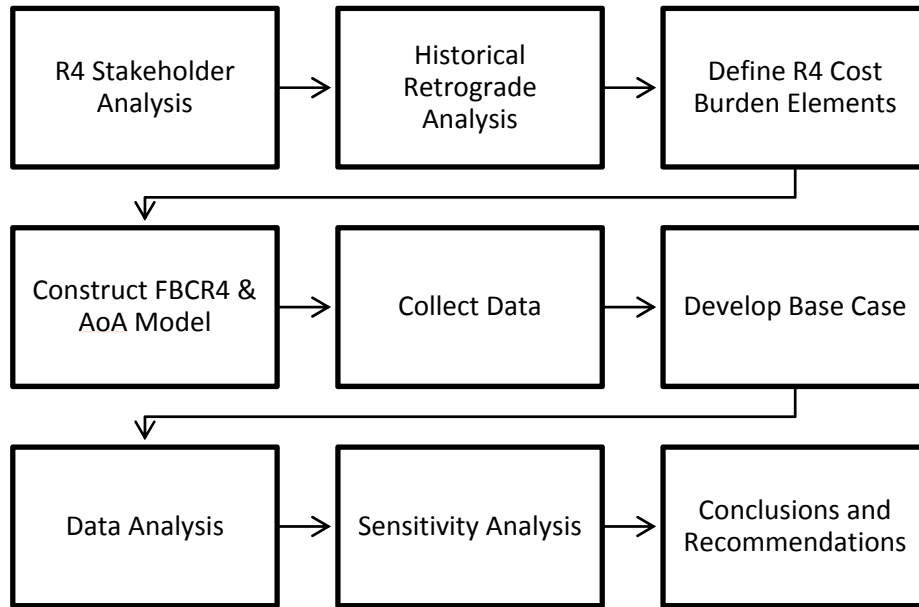 R4 Stakeholder
Analysis
Historical
Retrograde
Analysis
Define R4 Cost
Burden Elements
Construct FBCR4 &
AoA Model
Collect Data
Develop Base Case
Data Analysis
Sensitivity Analysis
Conclusions and
Recommendations